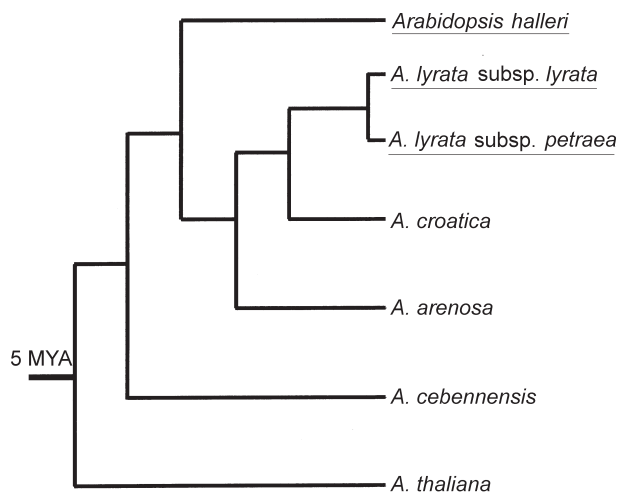 Arabidopsis halleri
A. lyrata subsp. lyrata
A. lyrata subsp. petraea
A. croatica
A. arenosa
5 MYA
A. cebennensis
A. thaliana